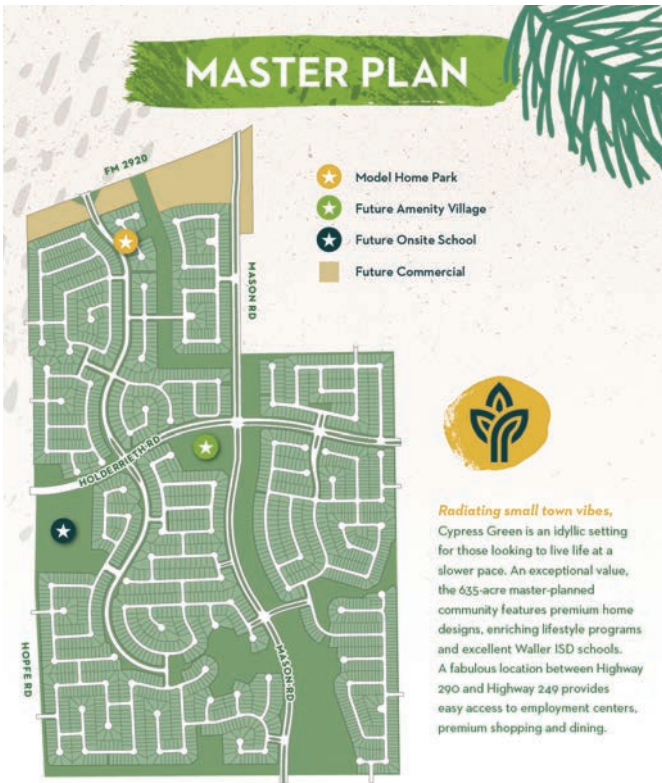 MASTER PLAN
FM 2920
Model Home Park
Future Amenity Village
Future Onsite School
Future Commercial
MASON RD
HOLDERRIETH RD
HOPFE RD
MASON RD
Radiating small town vibes,
Cypress Green is an idyllic setting
for those looking to live life at a
slower pace. An exceptional value,
the 635-acre master-planned
community features premium home
designs, enriching lifestyle programs
and excellent Waller ISD schools.
A fabulous location between Highway
290 and Highway 249 provides
easy access to employment centers,
premium shopping and dining.